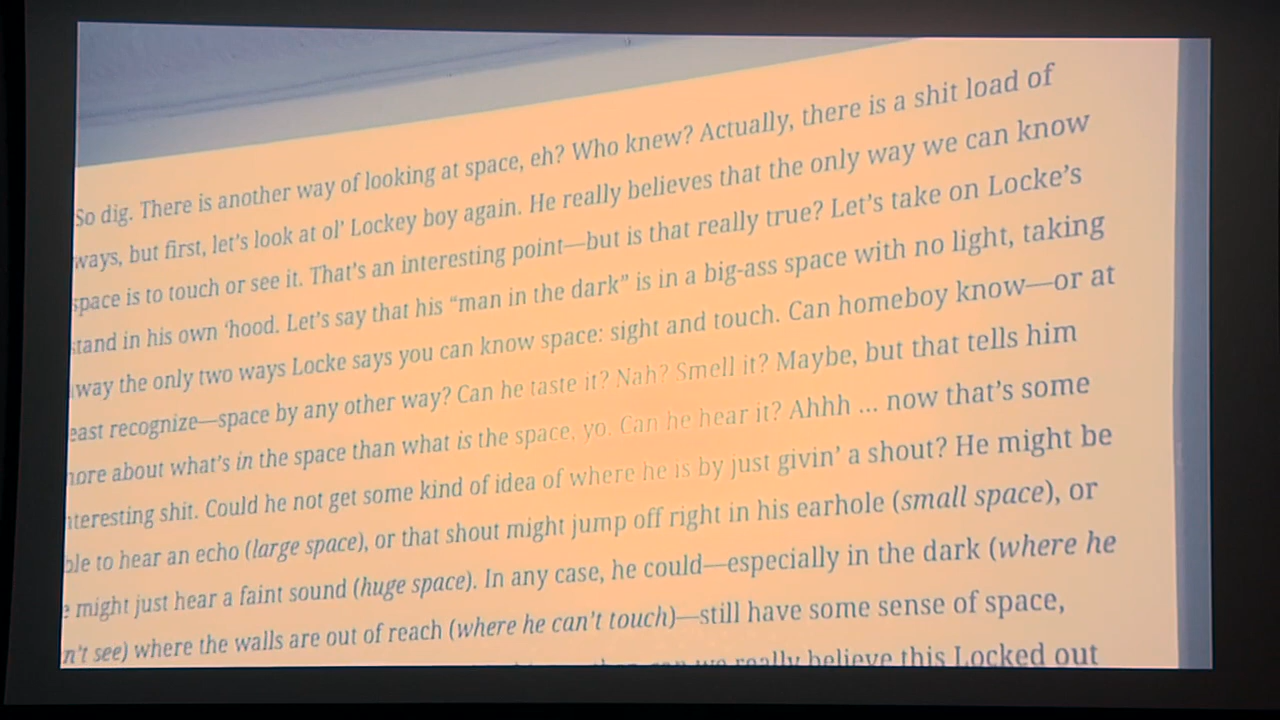 So dig. There is another way of looking at space, eh? Who knew? Actually, there is a shit load of
ways, but first, let’s look at ol’ Lockey boy again. He really believes that the only way we can know
space is to touch or see it. That’s an interesting point—but is that really true? Let’s take on Locke’s
stand in his own ‘hood. Let’s say that his “man in the dark” is in a big-ass space with no light, taking
way the only two ways Locke says you can know space: sight and touch. Can homeboy know—or at
east recognize—space by any other way? Can he taste it? Nah? Smell it? Maybe, but that tells him
more about what’s in the space than what is the space, yo. Can he hear it? Ahhh ... now that’s some
nteresting shit. Could he not get some kind of idea of where he is by just givin’ a shout? He might be
ble to hear an echo (large space), or that shout might jump off right in his earhole (small space), or
e might just hear a faint sound (huge space). In any case, he could—especially in the dark (where he
n’t see) where the walls are out of reach (where he can’t touch)—still have some sense of space,
can we really believe this Locked out